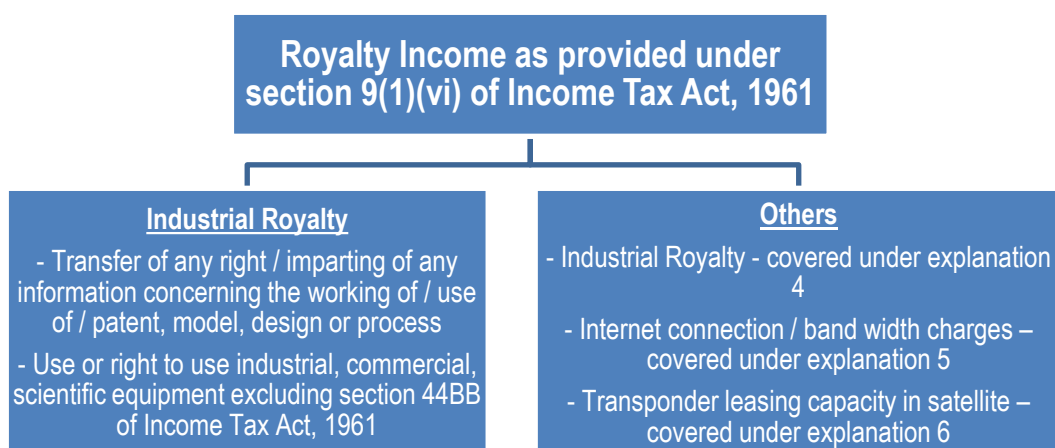 Royalty Income as provided under
section 9(1)(vi) of Income Tax Act, 1961
Industrial Royalty
- Transfer of any right / imparting of any
information concerning the working of / use
of / patent, model, design or process
- Use or right to use industrial, commercial,
scientific equipment excluding section 44BB
of Income Tax Act, 1961
Others
- Industrial Royalty - covered under explanation
4
- Internet connection / band width charges –
covered under explanation 5
- Transponder leasing capacity in satellite –
covered under explanation 6